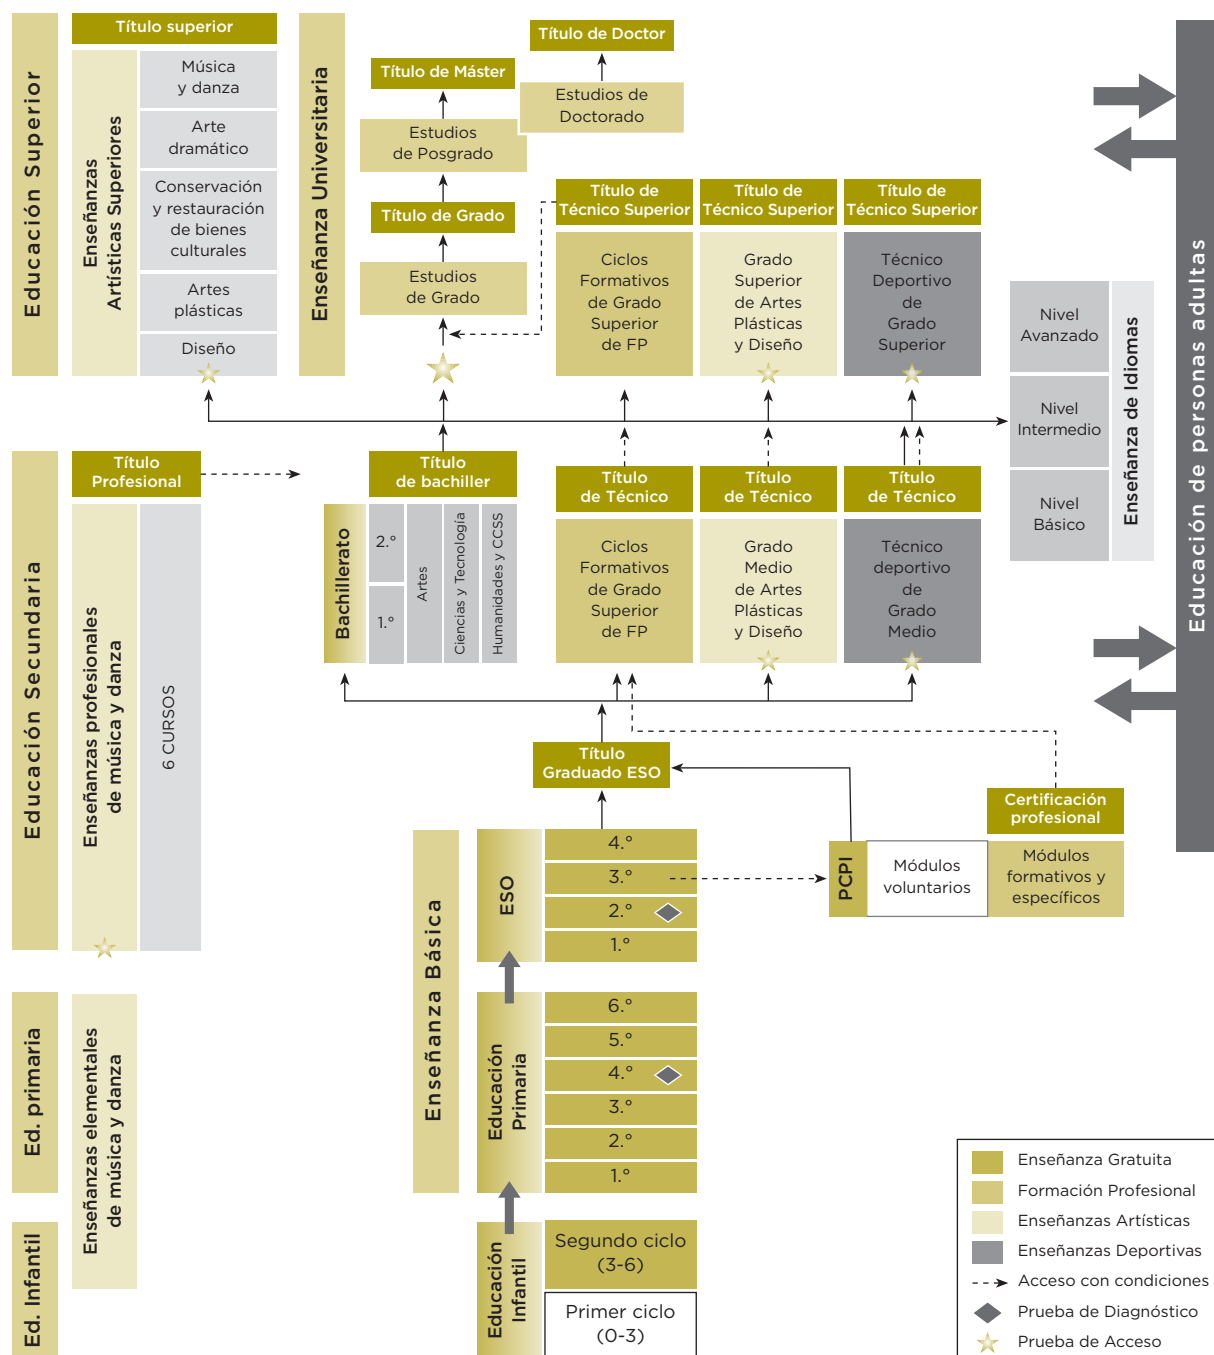 Educación Superior
Título superior
Enseñanzas
Artísticas Superiores
Música
y danza
Arte
dramático
Conservación
y restauración
de bienes
culturales
Artes
plásticas
Diseño
Enseñanza Universitaria
Título de Doctor
Estudios de
Doctorado
Título de Máster
Estudios
de Posgrado
Título de Grado
Estudios
de Grado
Título de
Técnico Superior
Ciclos
Formativos
de Grado
Superior
de FP
Título de
Técnico Superior
Grado
Superior
de Artes
Plásticas
y Diseño
Título de
Técnico Superior
Técnico
Deportivo
de
Grado
Superior
Nivel
Avanzado
Nivel
Intermedio
Nivel
Básico
Enseñanza de Idiomas
Educación de personas adultas
Educación Secundaria
Título
Profesional
Enseñanzas profesionales
de música y danza
6 CURSOS
Título
de bachiller
Bachillerato
2.º
1.º
Artes
Ciencias y Tecnología
Humanidades y CCSS
Título
de Técnico
Ciclos
Formativos
de Grado
Superior
de FP
Título
de Técnico
Grado
Medio
de Artes
Plásticas
y Diseño
Título
de Técnico
Técnico
deportivo
de
Grado
Medio
Título
Graduado ESO
Certificación
profesional
PCPI
Módulos
voluntarios
Módulos
formativos y
específicos
Enseñanza Básica
ESO
4.º
3.º
2.º
1.º
Ed. primaria
Enseñanzas elementales
de música y danza
Educación
Primaria
6.º
5.º
4.º
3.º
2.º
1.º
Ed. Infantil
Educación
Infantil
Segundo ciclo
(3-6)
Primer ciclo
(0-3)
Enseñanza Gratuita
Formación Profesional
Enseñanzas Artísticas
Enseñanzas Deportivas
Acceso con condiciones
Prueba de Diagnóstico
Prueba de Acceso